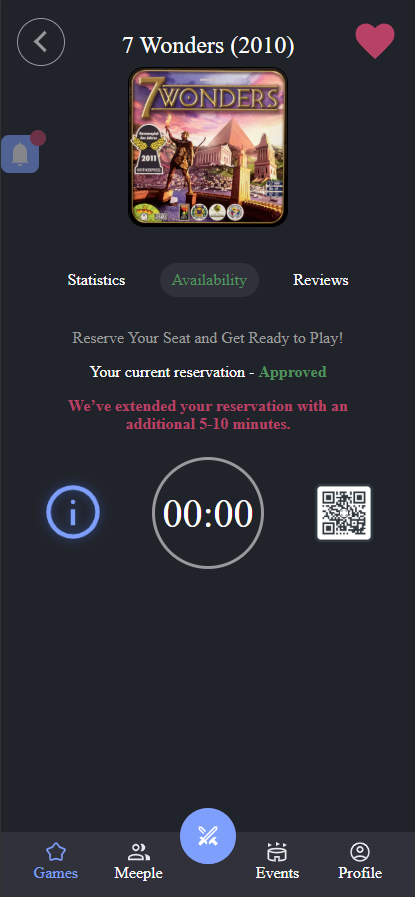 7 Wonders (2010)
7 WONDERS
2011
Statistics
Availability
Reviews
Reserve Your Seat and Get Ready to Play!
Your current reservation - Approved
We’ve extended your reservation with an
additional 5-10 minutes.
00:00
Games
Meeple
Events
Profile